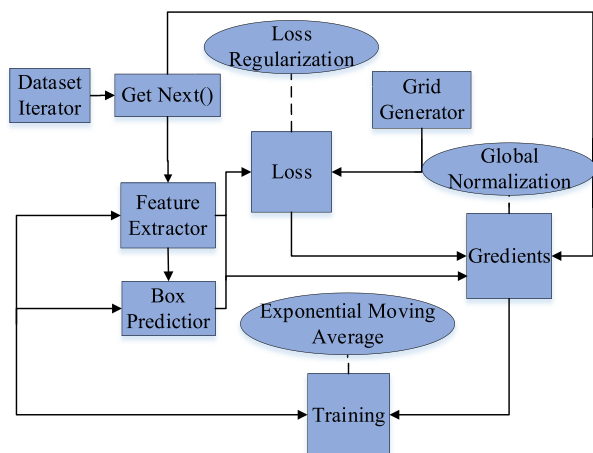 Loss
Regularization
Dataset
Iterator
Get Next()
Grid
Generator
Loss
Global
Normalization
Feature
Extractor
Gredients
Box
Predictior
Exponential Moving
Average
Training